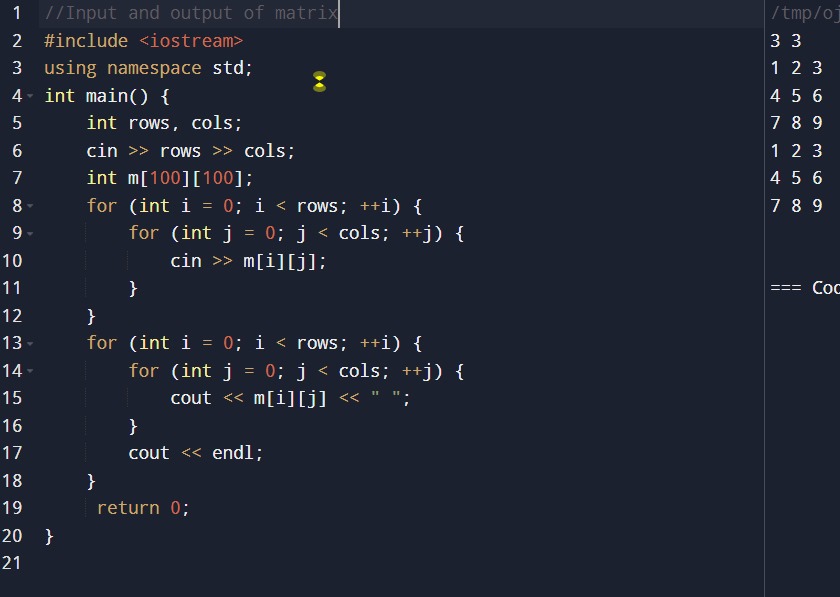 1 //Input and output of matrix
2 #include <iostream>
3 using namespace std;
4 int main() {
5     int rows, cols;
6     cin >> rows >> cols;
7     int m[100][100];
8     for (int i = 0; i < rows; ++i) {
9         for (int j = 0; j < cols; ++j) {
10             cin >> m[i][j];
11         }
12     }
13     for (int i = 0; i < rows; ++i) {
14         for (int j = 0; j < cols; ++j) {
15             cout << m[i][j] << " ";
16         }
17         cout << endl;
18     }
19      return 0;
20 }
21
/tmp/oj
3 3
1 2 3
4 5 6
7 8 9
1 2 3
4 5 6
7 8 9
=== Cod